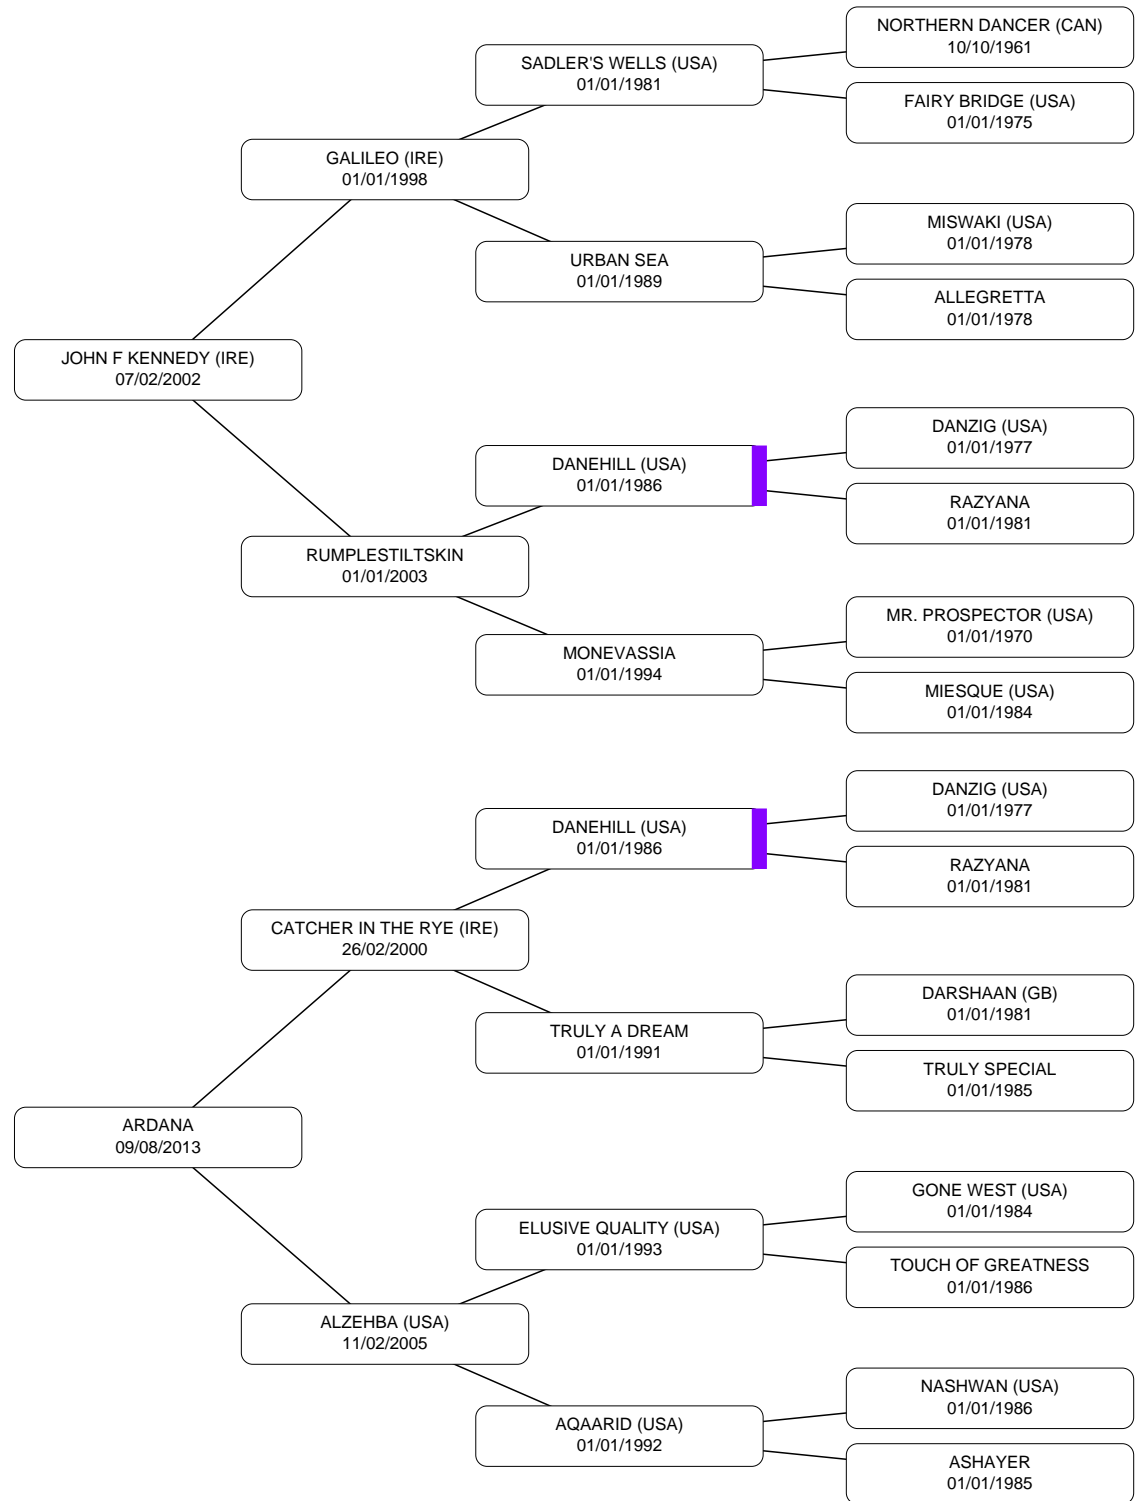 NORTHERN DANCER (CAN)
10/10/1961
SADLER'S WELLS (USA)
01/01/1981
FAIRY BRIDGE (USA)
01/01/1975
GALILEO (IRE)
01/01/1998
MISWAKI (USA)
01/01/1978
URBAN SEA
01/01/1989
ALLEGRETTA
01/01/1978
JOHN F KENNEDY (IRE)
07/02/2002
DANZIG (USA)
01/01/1977
DANEHILL (USA)
01/01/1986
RAZYANA
01/01/1981
RUMPLESTILTSKIN
01/01/2003
MR. PROSPECTOR (USA)
01/01/1970
MONEVASSIA
01/01/1994
MIESQUE (USA)
01/01/1984
DANZIG (USA)
01/01/1977
DANEHILL (USA)
01/01/1986
RAZYANA
01/01/1981
CATCHER IN THE RYE (IRE)
26/02/2000
DARSHAAN (GB)
01/01/1981
TRULY A DREAM
01/01/1991
TRULY SPECIAL
01/01/1985
ARDANA
09/08/2013
GONE WEST (USA)
01/01/1984
ELUSIVE QUALITY (USA)
01/01/1993
TOUCH OF GREATNESS
01/01/1986
ALZEHBA (USA)
11/02/2005
NASHWAN (USA)
01/01/1986
AQAARID (USA)
01/01/1992
ASHAYER
01/01/1985